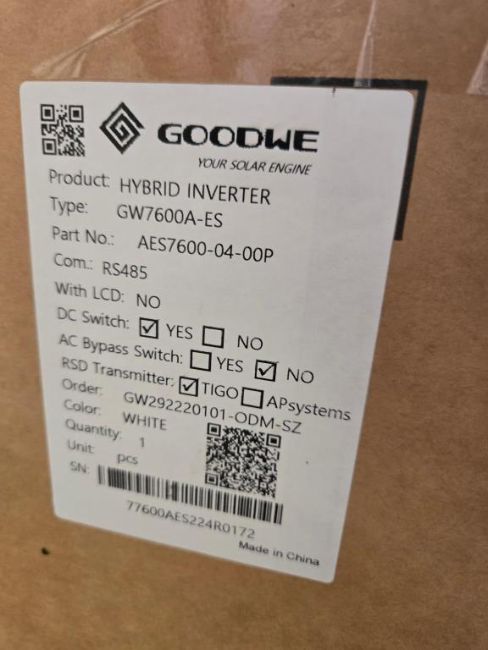 GOODWE
YOUR SOLAR ENGINE
Product: HYBRID INVERTER
Type: GW7600A-ES
Part No.: AES7600-04-00P
Com.: RS485
With LCD: NO
DC Switch: ☑ YES ☐ NO
AC Bypass Switch: ☐ YES ☑ NO
RSD Transmitter: ☑ TIGO ☐ APsystems
Order: GW292220101-ODM-SZ
Color: WHITE
Quantity: 1
Unit: pcs
SN:
77600AES224R0172
Made in China